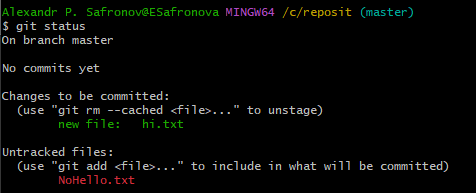 Alexandr P. Safronov@ESafronova MINGW64 /c/reposit (master)
$ git status
On branch master
No commits yet
Changes to be committed:
(use "git rm --cached <file>..." to unstage)
new file: hi.txt
Untracked files:
(use "git add <file>..." to include in what will be committed)
NoHello.txt